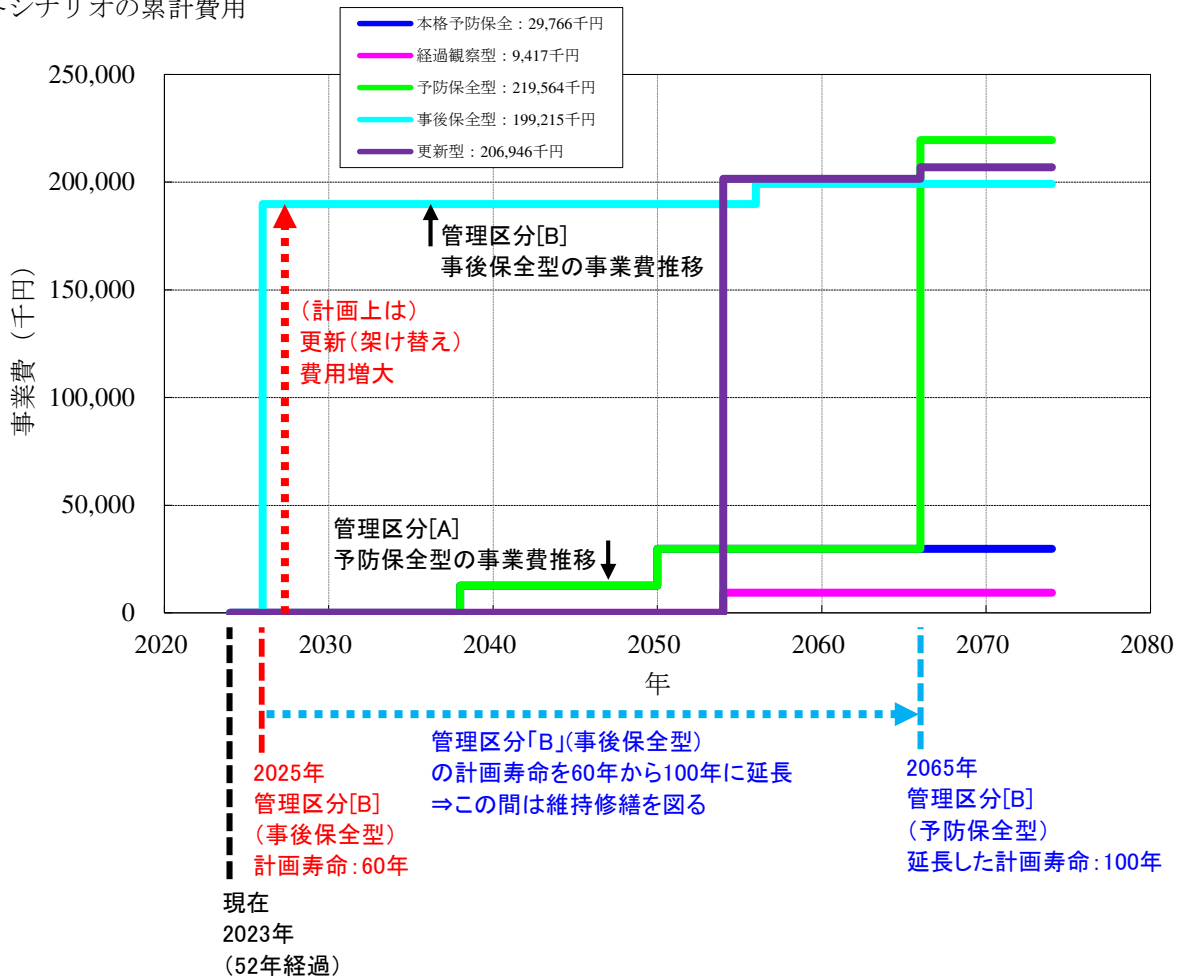 シナリオの累計費用
本格予防保全：29,766千円
経過観察型：9,417千円
予防保全型：219,564千円
事後保全型：199,215千円
更新型：206,946千円
250,000
200,000
150,000
100,000
50,000
0
事業費（千円）
管理区分[B]
事後保全型の事業費推移
(計画上は)
更新(架け替え)
費用増大
管理区分[A]
予防保全型の事業費推移
2020
2030
2040
2050
2060
2070
2080
年
管理区分「B」(事後保全型)
の計画寿命を60年から100年に延長
⇒この間は維持修繕を図る
2025年
管理区分[B]
(事後保全型)
計画寿命:60年
2065年
管理区分[B]
(予防保全型)
延長した計画寿命:100年
現在
2023年
(52年経過)